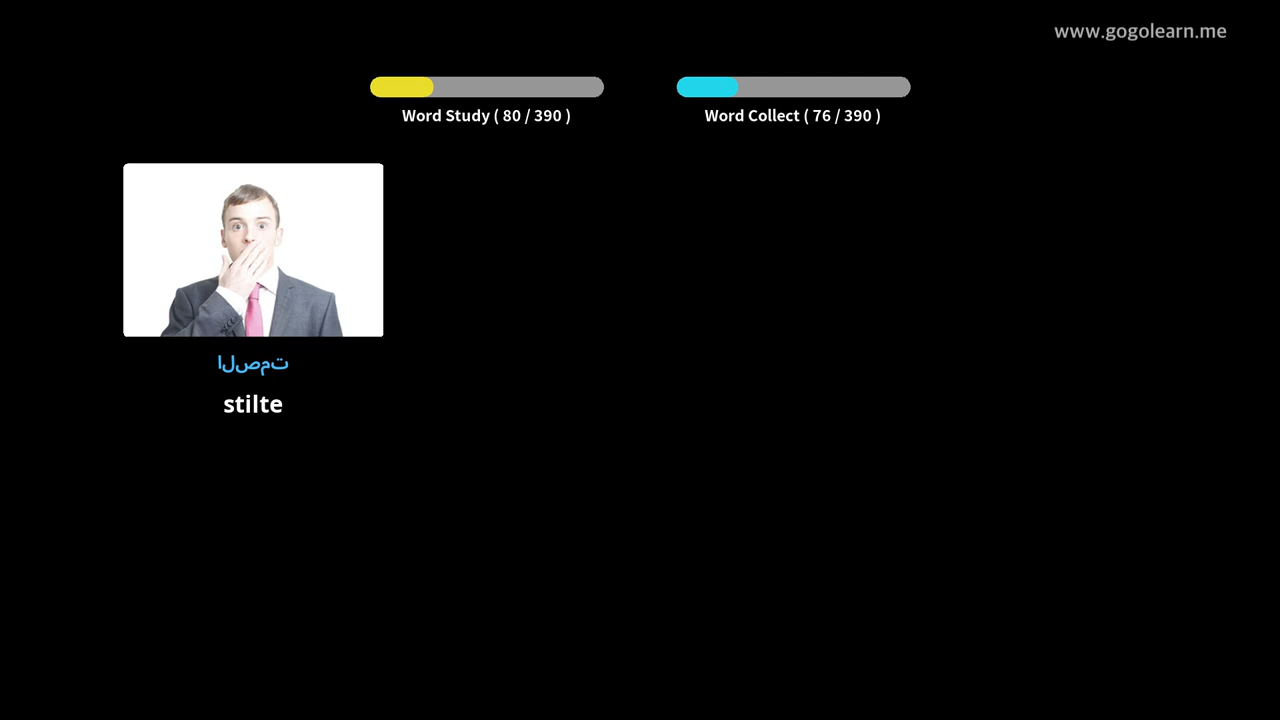 www.gogolearn.me
Word Study ( 80 / 390 )
Word Collect ( 76 / 390 )
الصمت
stilte